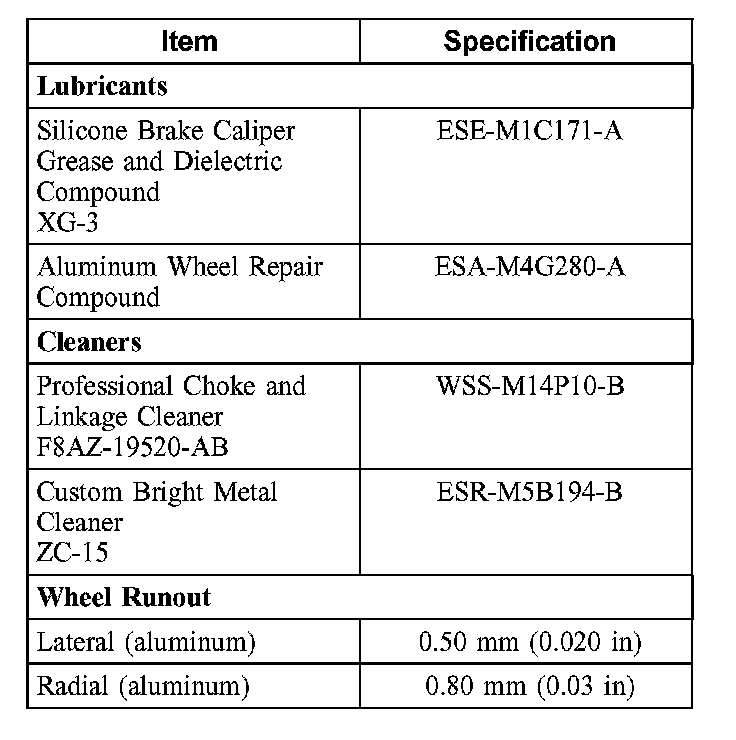 Item Specification
Lubricants
Silicone Brake Caliper ESE-M1C171-A
Grease and Dielectric
Compound
XG-3
Aluminum Wheel Repair ESA-M4G280-A
Compound
Cleaners
Professional Choke and WSS-M14P10-B
Linkage Cleaner
F8AZ-19520-AB
Custom Bright Metal ESR-M5B194-B
Cleaner
ZC-15
Wheel Runout
Lateral (aluminum) 0.50 mm (0.020 in)
Radial (aluminum) 0.80 mm (0.03 in)